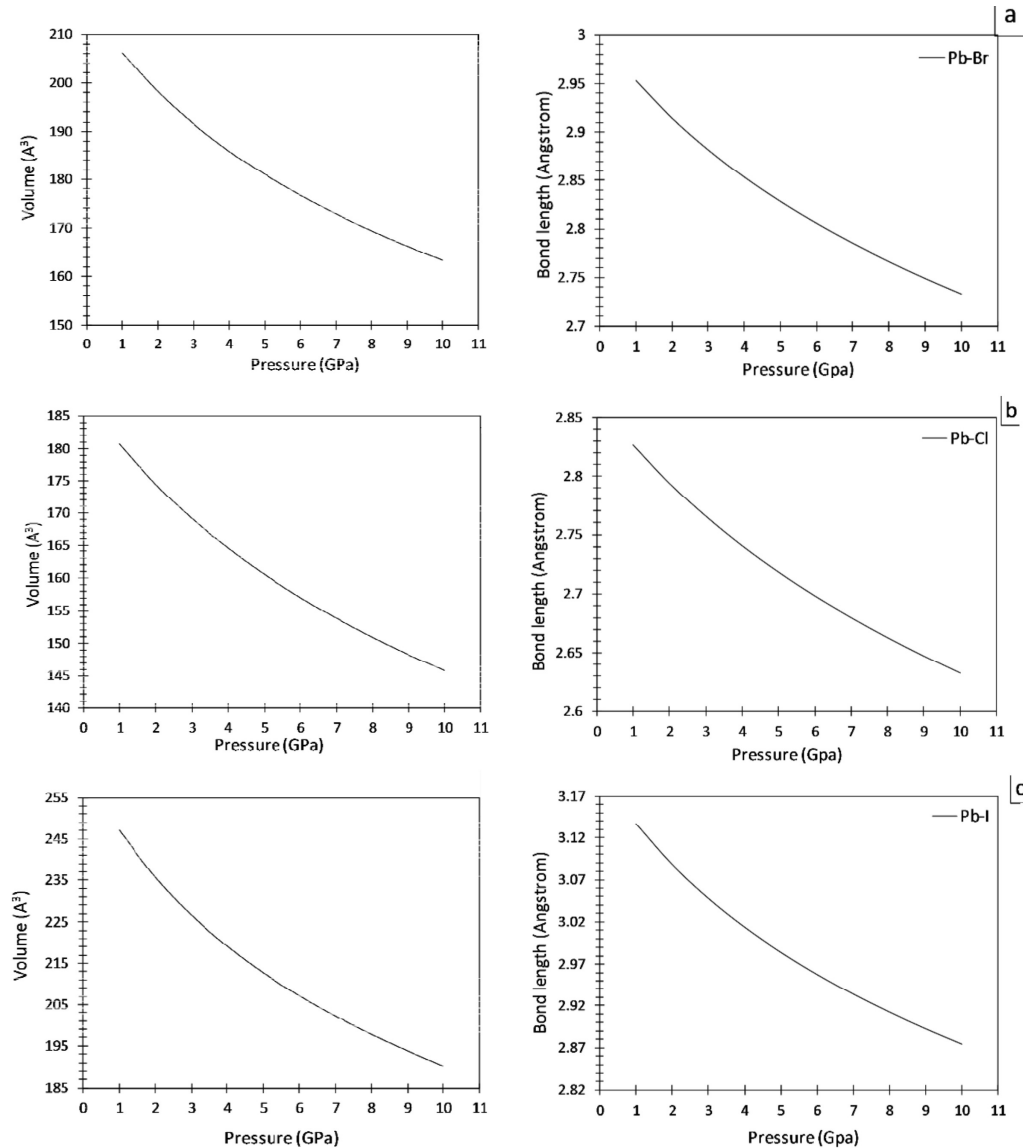 a
210
200
190
180
170
160
150
Volume (A³)
0 1 2 3 4 5 6 7 8 9 10 11
Pressure (GPa)
3
2.95
2.9
2.85
2.8
2.75
2.7
Bond length (Angstrom)
Pb-Br
0 1 2 3 4 5 6 7 8 9 10 11
Pressure (Gpa)
b
185
180
175
170
165
160
155
150
145
140
Volume (A³)
0 1 2 3 4 5 6 7 8 9 10 11
Pressure (GPa)
2.85
2.8
2.75
2.7
2.65
2.6
Bond length (Angstrom)
Pb-Cl
0 1 2 3 4 5 6 7 8 9 10 11
Pressure (Gpa)
255
245
235
225
215
205
195
185
Volume (A³)
0 1 2 3 4 5 6 7 8 9 10 11
Pressure (GPa)
3.17
3.12
3.07
3.02
2.97
2.92
2.87
2.82
Bond length (Angstrom)
Pb-I
0 1 2 3 4 5 6 7 8 9 10 11
Pressure (Gpa)